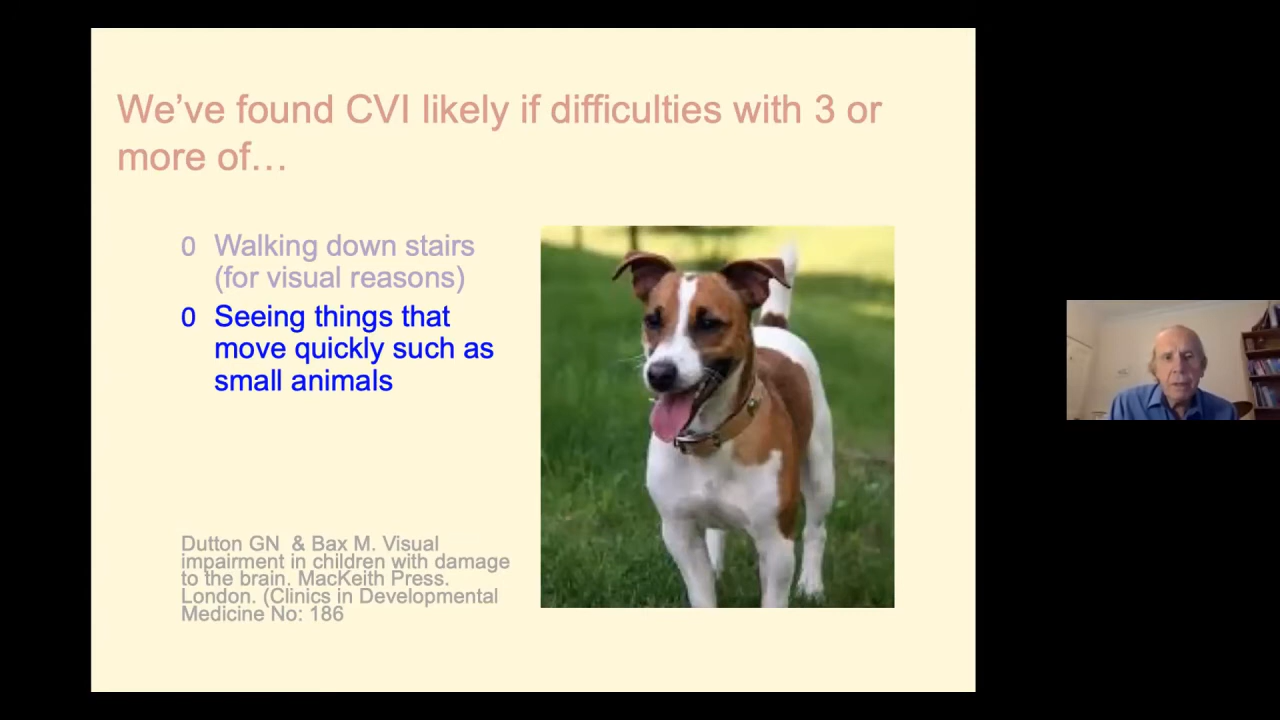 We’ve found CVI likely if difficulties with 3 or
more of…
0 Walking down stairs
(for visual reasons)
0 Seeing things that
move quickly such as
small animals
Dutton GN & Bax M. Visual
impairment in children with damage
to the brain. MacKeith Press.
London. (Clinics in Developmental
Medicine No: 186